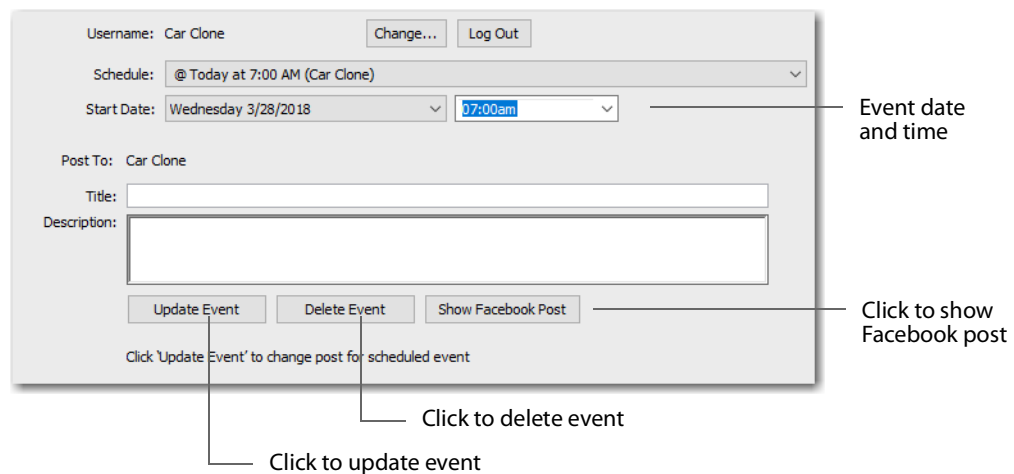 Username: Car Clone Change... Log Out
Schedule: @ Today at 7:00 AM (Car Clone)
Start Date: Wednesday 3/28/2018 07:00am
Event date
and time
Post To: Car Clone
Title:
Description:
Update Event Delete Event Show Facebook Post
Click to show
Facebook post
Click 'Update Event' to change post for scheduled event
Click to delete event
Click to update event